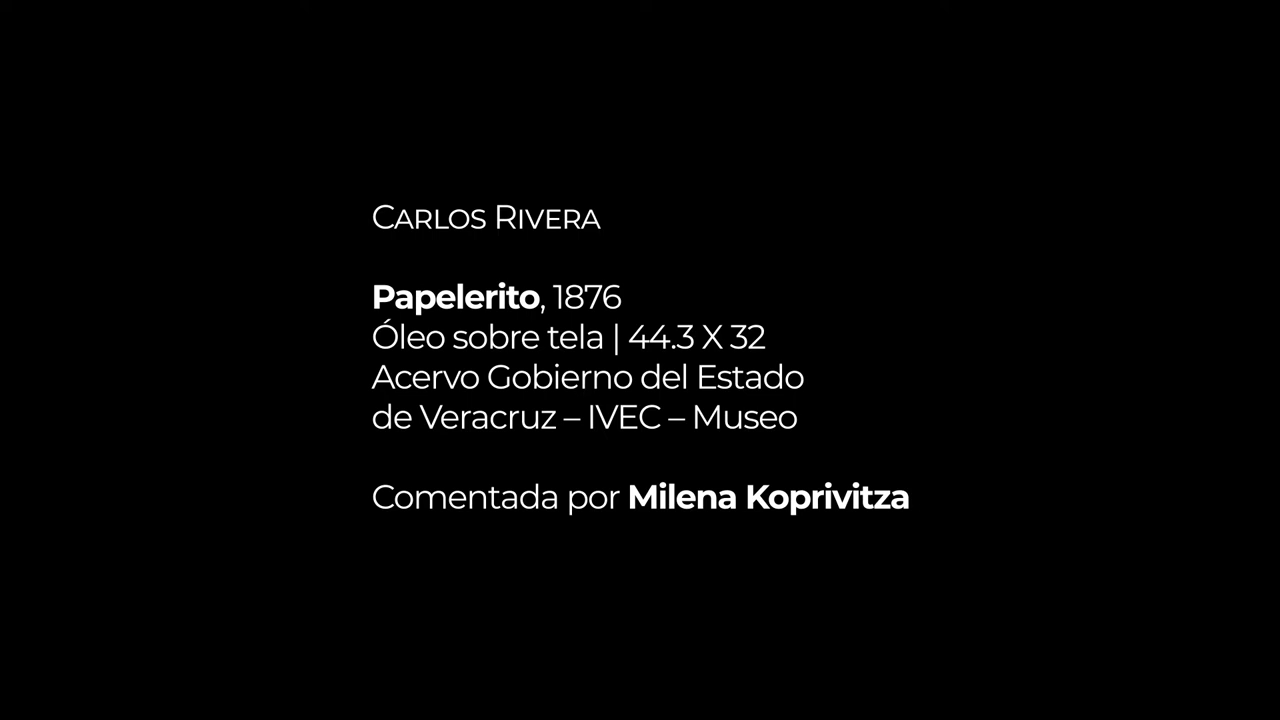 Carlos Rivera
Papelerito, 1876
Óleo sobre tela | 44.3 X 32
Acervo Gobierno del Estado
de Veracruz – IVEC – Museo
Comentada por Milena Koprivitza